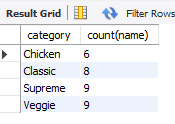 Result Grid Filter Rows
category count(name)
Chicken 6
Classic 8
Supreme 9
Veggie 9